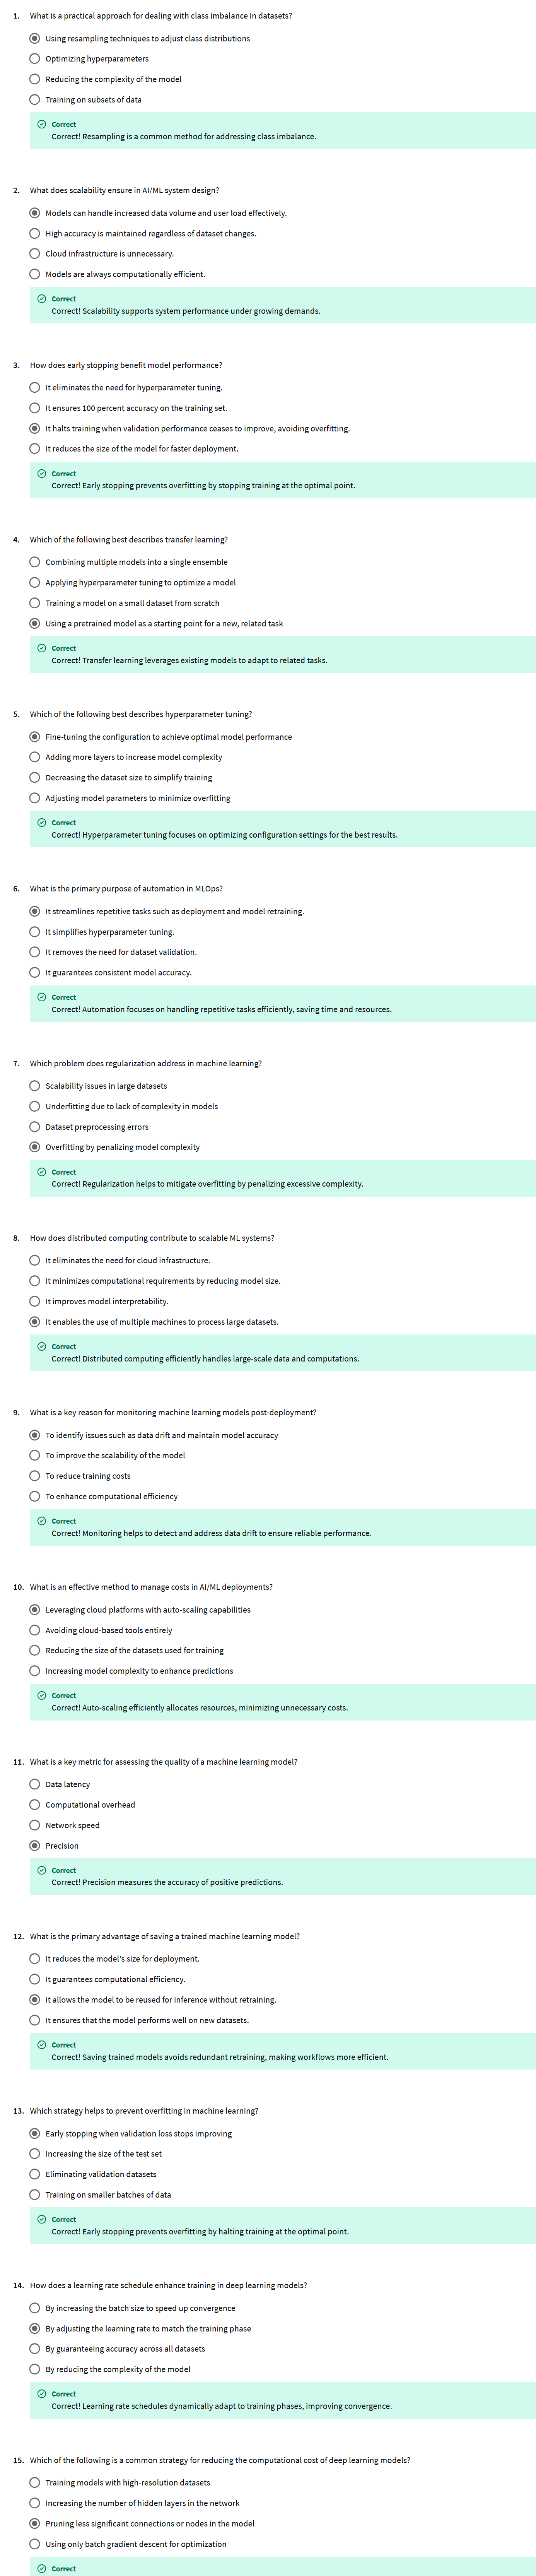 1. What is a practical approach for dealing with class imbalance in datasets?
Using resampling techniques to adjust class distributions
Optimizing hyperparameters
Reducing the complexity of the model
Training on subsets of data
Correct
Correct! Resampling is a common method for addressing class imbalance.
2. What does scalability ensure in AI/ML system design?
Models can handle increased data volume and user load effectively.
High accuracy is maintained regardless of dataset changes.
Cloud infrastructure is unnecessary.
Models are always computationally efficient.
Correct
Correct! Scalability supports system performance under growing demands.
3. How does early stopping benefit model performance?
It eliminates the need for hyperparameter tuning.
It ensures 100 percent accuracy on the training set.
It halts training when validation performance ceases to improve, avoiding overfitting.
It reduces the size of the model for faster deployment.
Correct
Correct! Early stopping prevents overfitting by stopping training at the optimal point.
4. Which of the following best describes transfer learning?
Combining multiple models into a single ensemble
Applying hyperparameter tuning to optimize a model
Training a model on a small dataset from scratch
Using a pretrained model as a starting point for a new, related task
Correct
Correct! Transfer learning leverages existing models to adapt to related tasks.
5. Which of the following best describes hyperparameter tuning?
Fine-tuning the configuration to achieve optimal model performance
Adding more layers to increase model complexity
Decreasing the dataset size to simplify training
Adjusting model parameters to minimize overfitting
Correct
Correct! Hyperparameter tuning focuses on optimizing configuration settings for the best results.
6. What is the primary purpose of automation in MLOps?
It streamlines repetitive tasks such as deployment and model retraining.
It simplifies hyperparameter tuning.
It removes the need for dataset validation.
It guarantees consistent model accuracy.
Correct
Correct! Automation focuses on handling repetitive tasks efficiently, saving time and resources.
7. Which problem does regularization address in machine learning?
Scalability issues in large datasets
Underfitting due to lack of complexity in models
Dataset preprocessing errors
Overfitting by penalizing model complexity
Correct
Correct! Regularization helps to mitigate overfitting by penalizing excessive complexity.
8. How does distributed computing contribute to scalable ML systems?
It eliminates the need for cloud infrastructure.
It minimizes computational requirements by reducing model size.
It improves model interpretability.
It enables the use of multiple machines to process large datasets.
Correct
Correct! Distributed computing efficiently handles large-scale data and computations.
9. What is a key reason for monitoring machine learning models post-deployment?
To identify issues such as data drift and maintain model accuracy
To improve the scalability of the model
To reduce training costs
To enhance computational efficiency
Correct
Correct! Monitoring helps to detect and address data drift to ensure reliable performance.
10. What is an effective method to manage costs in AI/ML deployments?
Leveraging cloud platforms with auto-scaling capabilities
Avoiding cloud-based tools entirely
Reducing the size of the datasets used for training
Increasing model complexity to enhance predictions
Correct
Correct! Auto-scaling efficiently allocates resources, minimizing unnecessary costs.
11. What is a key metric for assessing the quality of a machine learning model?
Data latency
Computational overhead
Network speed
Precision
Correct
Correct! Precision measures the accuracy of positive predictions.
12. What is the primary advantage of saving a trained machine learning model?
It reduces the model's size for deployment.
It guarantees computational efficiency.
It allows the model to be reused for inference without retraining.
It ensures that the model performs well on new datasets.
Correct
Correct! Saving trained models avoids redundant retraining, making workflows more efficient.
13. Which strategy helps to prevent overfitting in machine learning?
Early stopping when validation loss stops improving
Increasing the size of the test set
Eliminating validation datasets
Training on smaller batches of data
Correct
Correct! Early stopping prevents overfitting by halting training at the optimal point.
14. How does a learning rate schedule enhance training in deep learning models?
By increasing the batch size to speed up convergence
By adjusting the learning rate to match the training phase
By guaranteeing accuracy across all datasets
By reducing the complexity of the model
Correct
Correct! Learning rate schedules dynamically adapt to training phases, improving convergence.
15. Which of the following is a common strategy for reducing the computational cost of deep learning models?
Training models with high-resolution datasets
Increasing the number of hidden layers in the network
Pruning less significant connections or nodes in the model
Using only batch gradient descent for optimization
Correct